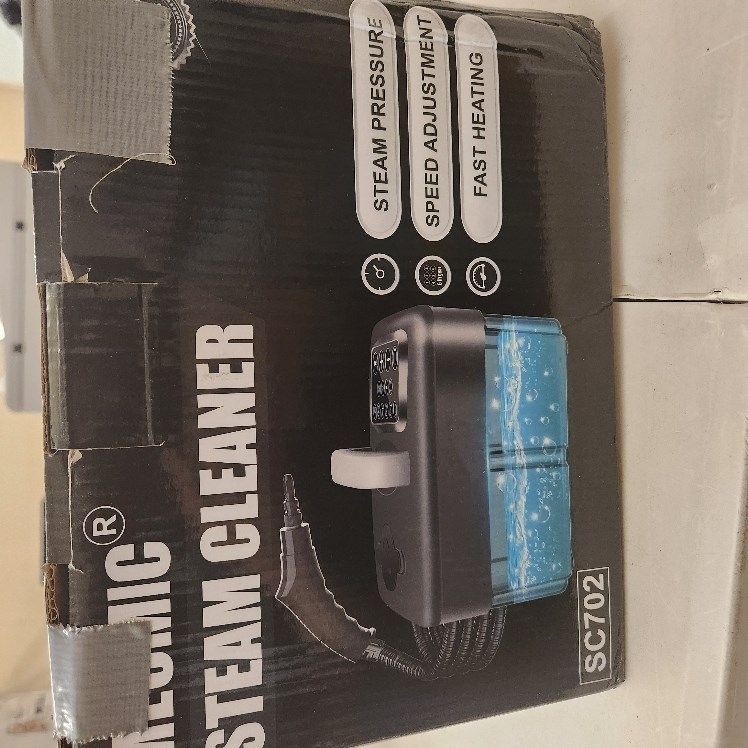 ®
STEAM CLEANER
STEAM PRESSURE
SPEED ADJUSTMENT
FAST HEATING
SC702